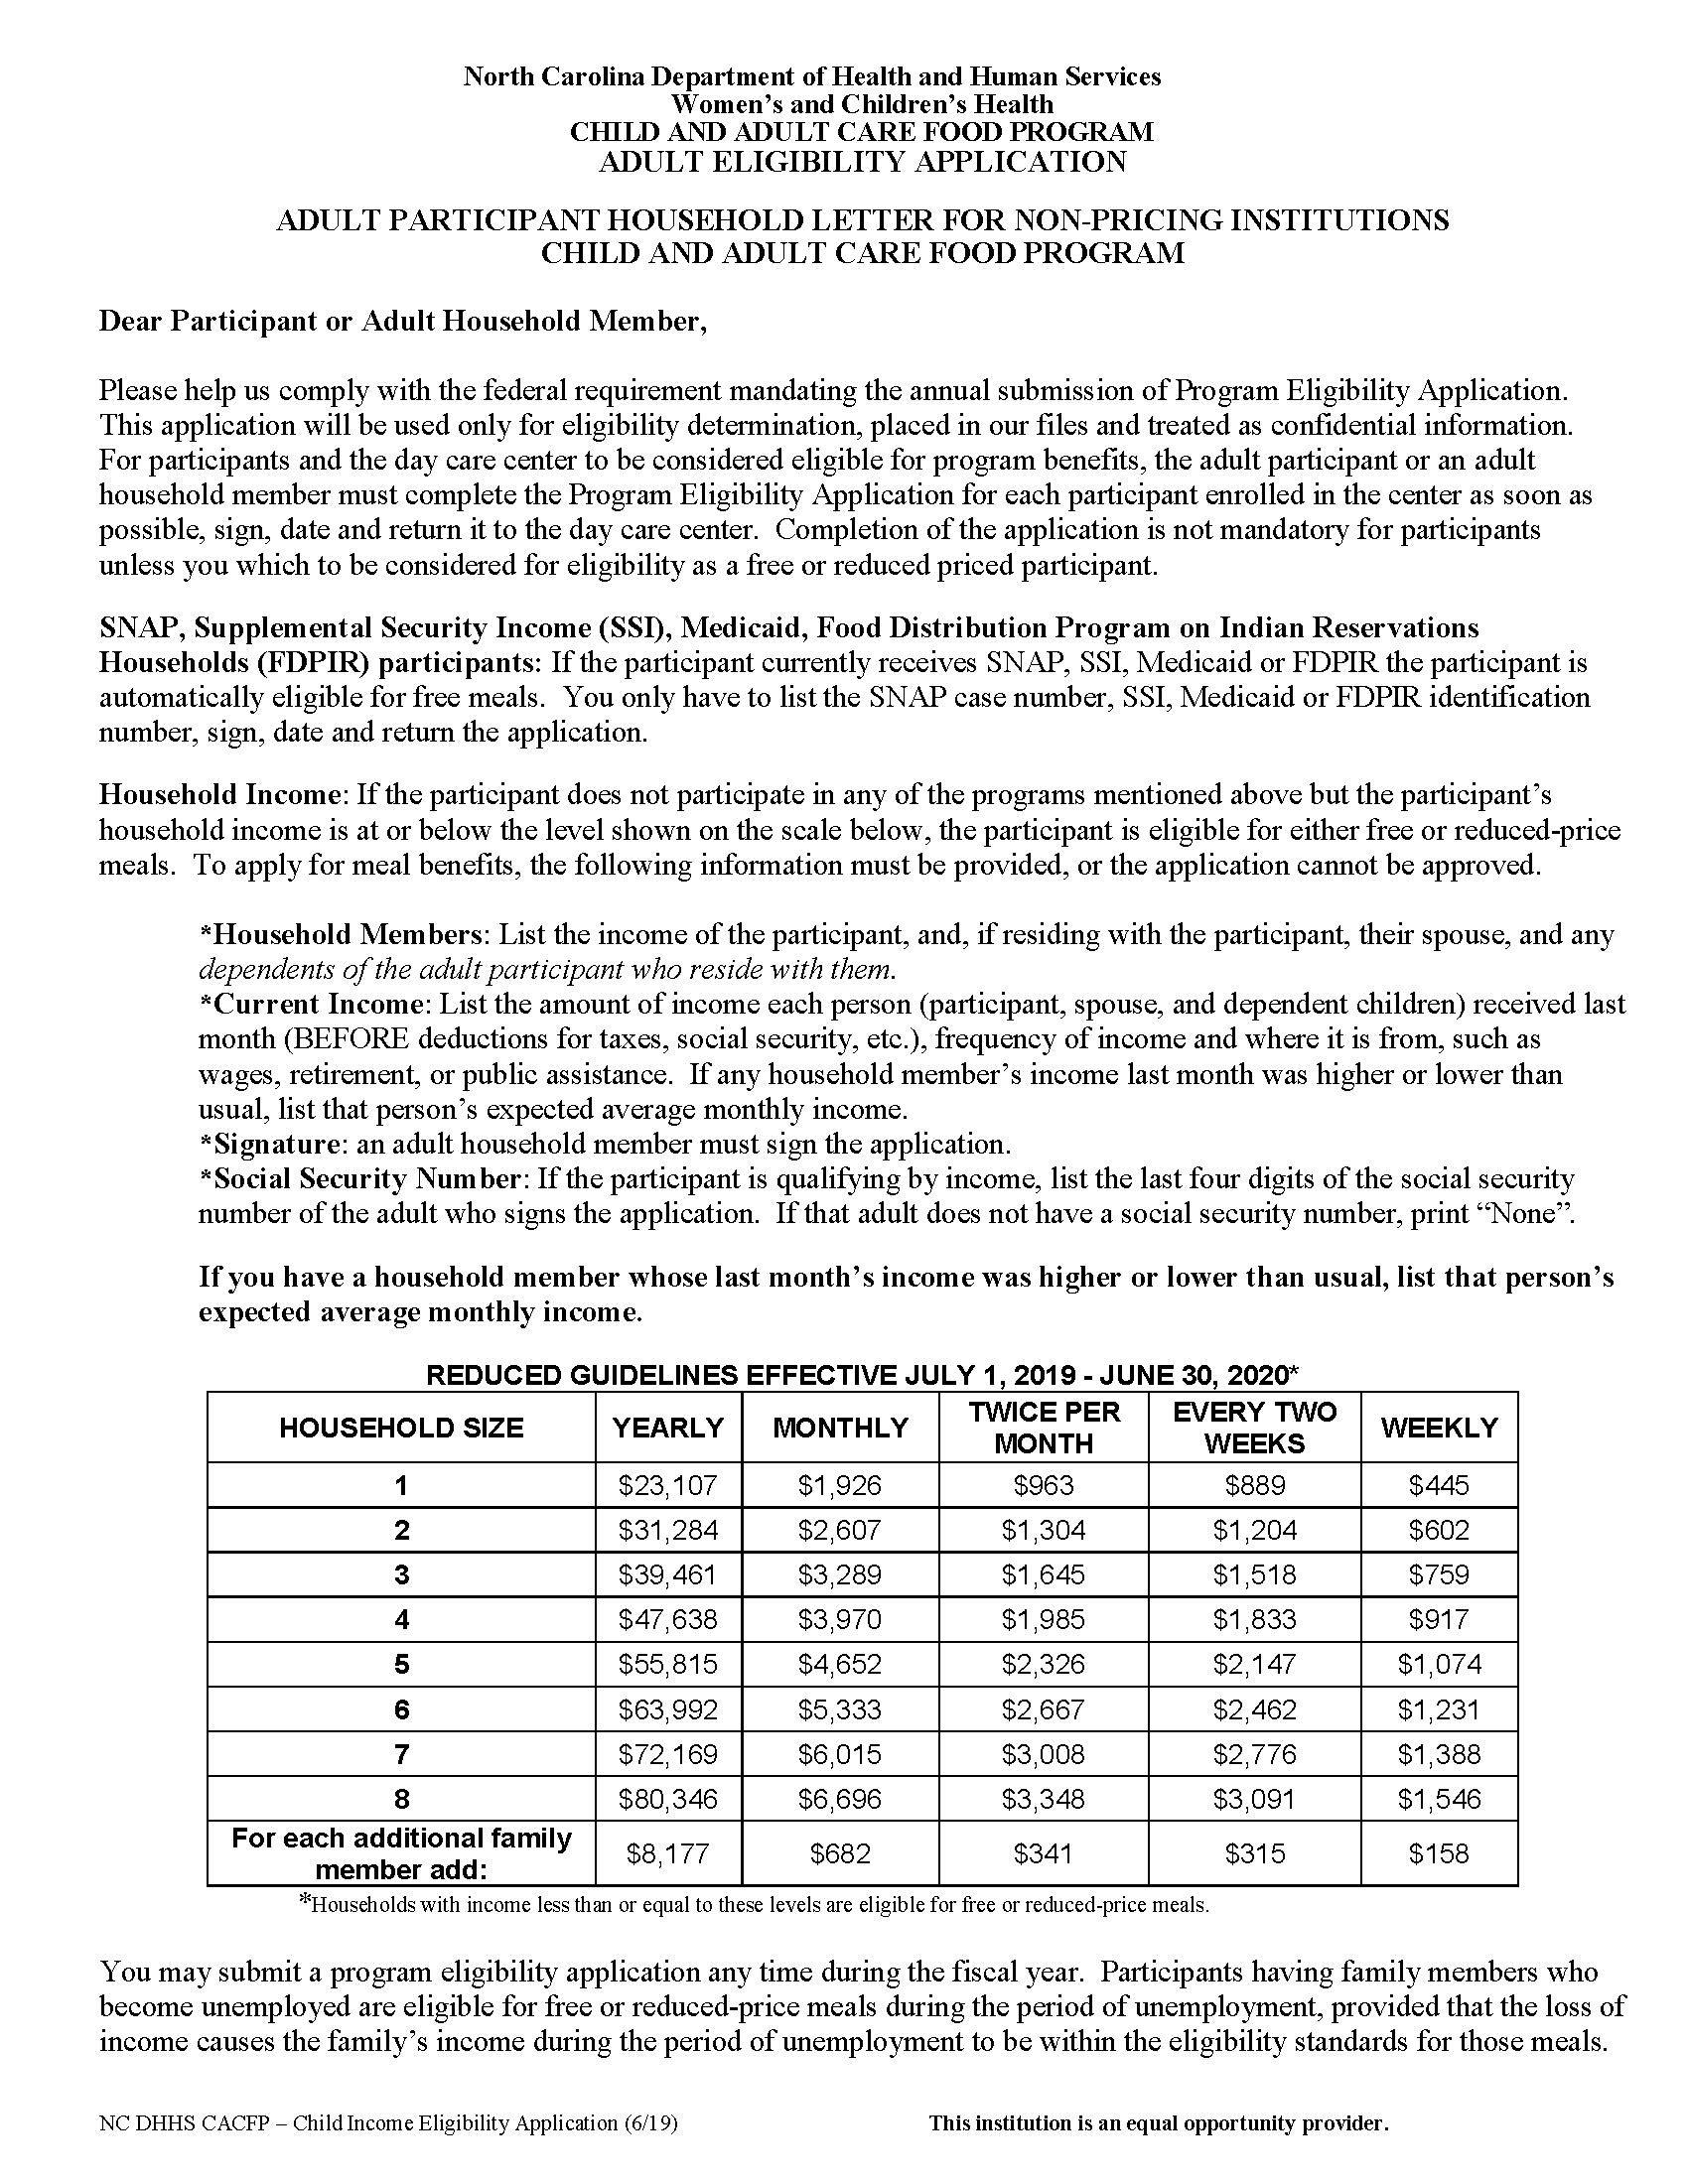 North Carolina Department of Health and Human Services
Women's and Children's Health
CHILD AND ADULT CARE FOOD PROGRAM
ADULT ELIGIBILITY APPLICATION
ADULT PARTICIPANT HOUSEHOLD LETTER FOR NON-PRICING INSTITUTIONS
CHILD AND ADULT CARE FOOD PROGRAM
Dear Participant or Adult Household Member,
Please help us comply with the federal requirement mandating the annual submission of Program Eligibility Application.
This application will be used only for eligibility determination, placed in our files and treated as confidential information.
For participants and the day care center to be considered eligible for program benefits, the adult participant or an adult
household member must complete the Program Eligibility Application for each participant enrolled in the center as soon as
possible, sign, date and return it to the day care center.  Completion of the application is not mandatory for participants
unless you which to be considered for eligibility as a free or reduced priced participant.
SNAP, Supplemental Security Income (SSI), Medicaid, Food Distribution Program on Indian Reservations
Households (FDPIR) participants: If the participant currently receives SNAP, SSI, Medicaid or FDPIR the participant is
automatically eligible for free meals.  You only have to list the SNAP case number, SSI, Medicaid or FDPIR identification
number, sign, date and return the application.
Household Income: If the participant does not participate in any of the programs mentioned above but the participant's
household income is at or below the level shown on the scale below, the participant is eligible for either free or reduced-price
meals.  To apply for meal benefits, the following information must be provided, or the application cannot be approved.
*Household Members: List the income of the participant, and, if residing with the participant, their spouse, and any
dependents of the adult participant who reside with them.
*Current Income: List the amount of income each person (participant, spouse, and dependent children) received last
month (BEFORE deductions for taxes, social security, etc.), frequency of income and where it is from, such as
wages, retirement, or public assistance.  If any household member's income last month was higher or lower than
usual, list that person's expected average monthly income.
*Signature: an adult household member must sign the application.
*Social Security Number: If the participant is qualifying by income, list the last four digits of the social security
number of the adult who signs the application.  If that adult does not have a social security number, print “None”.
If you have a household member whose last month's income was higher or lower than usual, list that person's
expected average monthly income.
REDUCED GUIDELINES EFFECTIVE JULY 1, 2019 - JUNE 30, 2020*
HOUSEHOLD SIZE YEARLY MONTHLY TWICE PER MONTH EVERY TWO WEEKS WEEKLY
1 $23,107 $1,926 $963 $889 $445
2 $31,284 $2,607 $1,304 $1,204 $602
3 $39,461 $3,289 $1,645 $1,518 $759
4 $47,638 $3,970 $1,985 $1,833 $917
5 $55,815 $4,652 $2,326 $2,147 $1,074
6 $63,992 $5,333 $2,667 $2,462 $1,231
7 $72,169 $6,015 $3,008 $2,776 $1,388
8 $80,346 $6,696 $3,348 $3,091 $1,546
For each additional family member add: $8,177 $682 $341 $315 $158
*Households with income less than or equal to these levels are eligible for free or reduced-price meals.
You may submit a program eligibility application any time during the fiscal year.  Participants having family members who
become unemployed are eligible for free or reduced-price meals during the period of unemployment, provided that the loss of
income causes the family's income during the period of unemployment to be within the eligibility standards for those meals.
NC DHHS CACFP – Child Income Eligibility Application (6/19) This institution is an equal opportunity provider.